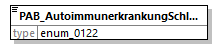 PAB_AutoimmunerkrankungSchl...
type enum_0122